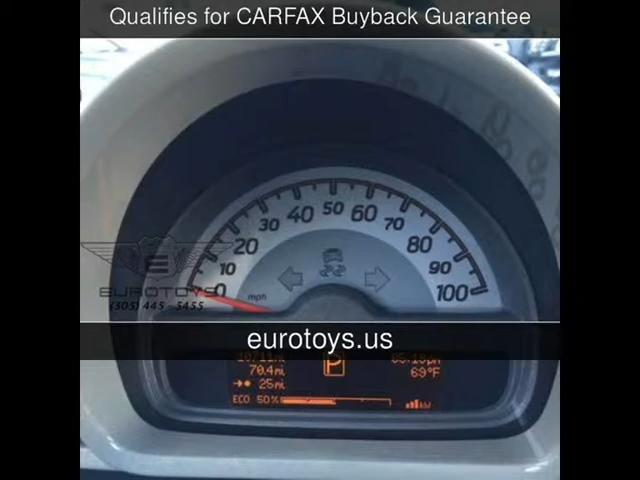 Qualifies for CARFAX Buyback Guarantee
0 10 20 30 40 50 60 70 80 90 100
mph
E
EUROTOYS
(305) 445 - 5455
eurotoys.us
P
70.4mi
69°F
25mi
ECO 50%